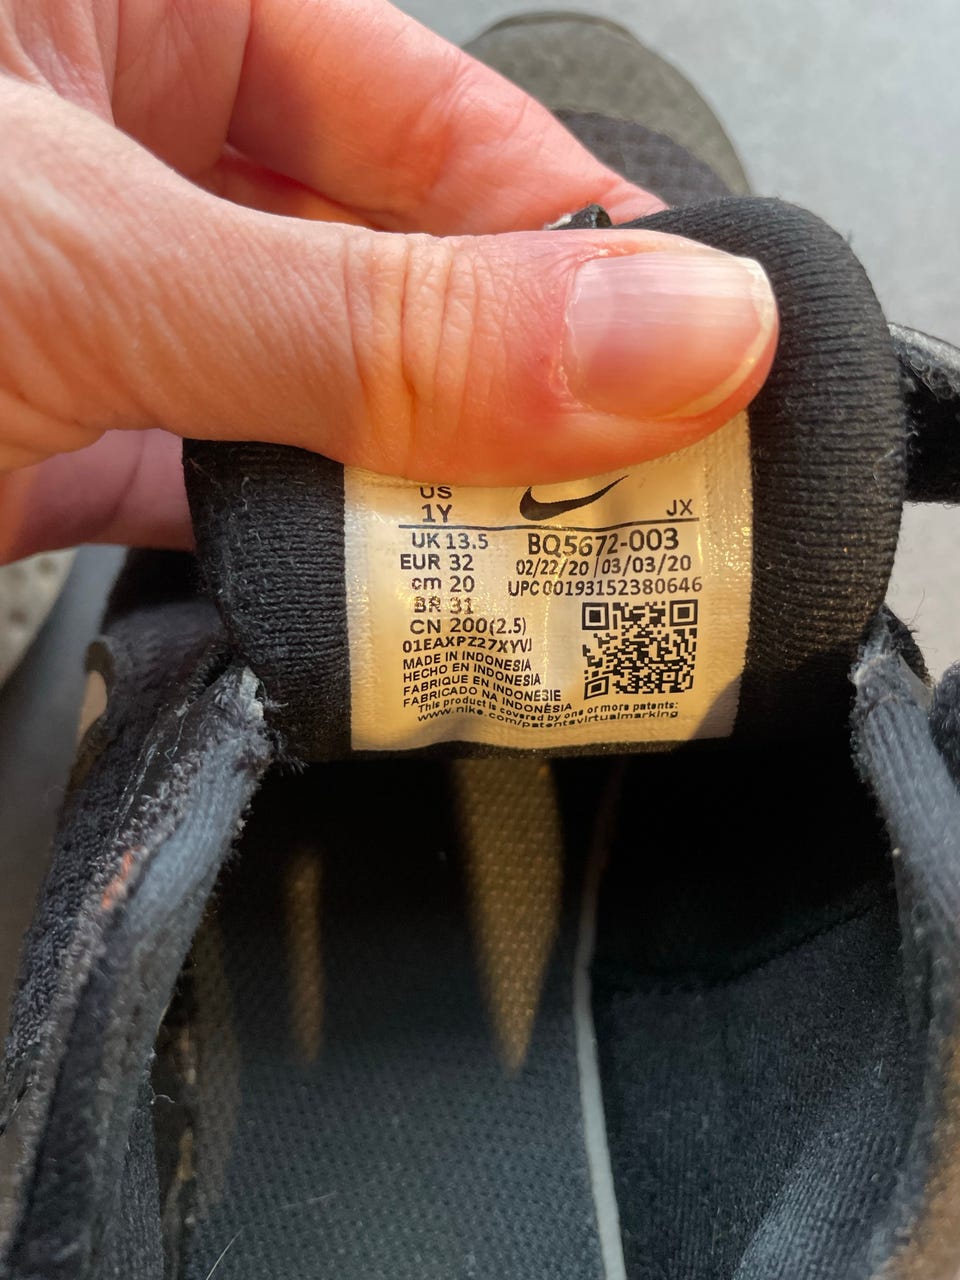 US
1Y JX
UK 13.5 BQ5672-003
EUR 32 02/22/20 03/03/20
cm 20 UPC 00193152380646
BR 31
CN 200(2.5)
01EAXPZ27XYVJ
MADE IN INDONESIA
HECHO EN INDONESIA
FABRIQUE EN INDONESIE
FABRICADO NA INDONÉSIA
This product is covered by one or more patents:
www.nike.com/patentsvirtualmarking